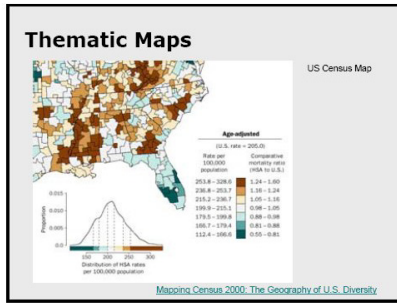 Thematic Maps
US Census Map
Age-adjusted
(U.S. rate = 205.0)
Rate per 100,000 population
Comparative mortality ratio (HSA to U.S.)
253.8 – 328.6 1.24 – 1.60
236.8 – 253.7 1.16 – 1.24
215.2 – 236.7 1.05 – 1.16
199.9 – 215.1 0.98 – 1.05
179.5 – 199.8 0.88 – 0.98
166.7 – 179.4 0.81 – 0.88
112.4 – 166.6 0.55 – 0.81
Proportion
0.015
0.010
0.005
0.0
150 200 250 300
Distribution of HSA rates
per 100,000 population
Mapping Census 2000: The Geography of U.S. Diversity